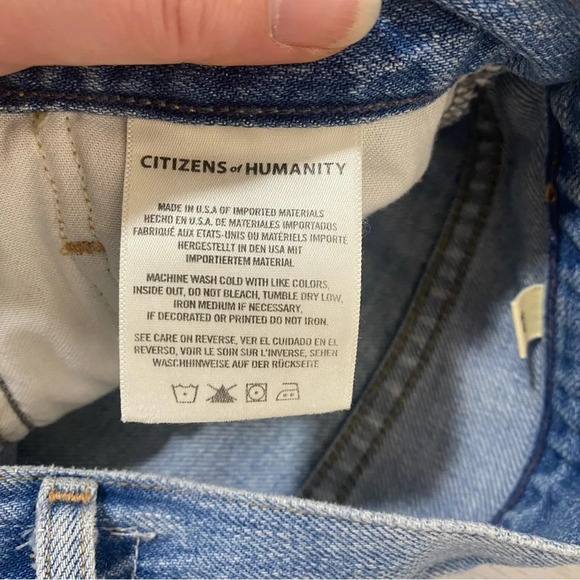 CITIZENS of HUMANITY
MADE IN U.S.A OF IMPORTED MATERIALS
HECHO EN U.S.A. DE MATERIALES IMPORTADOS
FABRIQUÉ AUX ETATS-UNIS OU MATÉRIELS IMPORTE
HERGESTELLT IN DEN USA MIT
IMPORTIERTEM MATERIAL
MACHINE WASH COLD WITH LIKE COLORS,
INSIDE OUT, DO NOT BLEACH, TUMBLE DRY LOW,
IRON MEDIUM IF NECESSARY,
IF DECORATED OR PRINTED DO NOT IRON.
SEE CARE ON REVERSE, VER EL CUIDADO EN EL
REVERSO, VOIR LE SOIN SUR L'INVERSE, SEHEN
WASCHHINWEISE AUF DER RÜCKSEITE